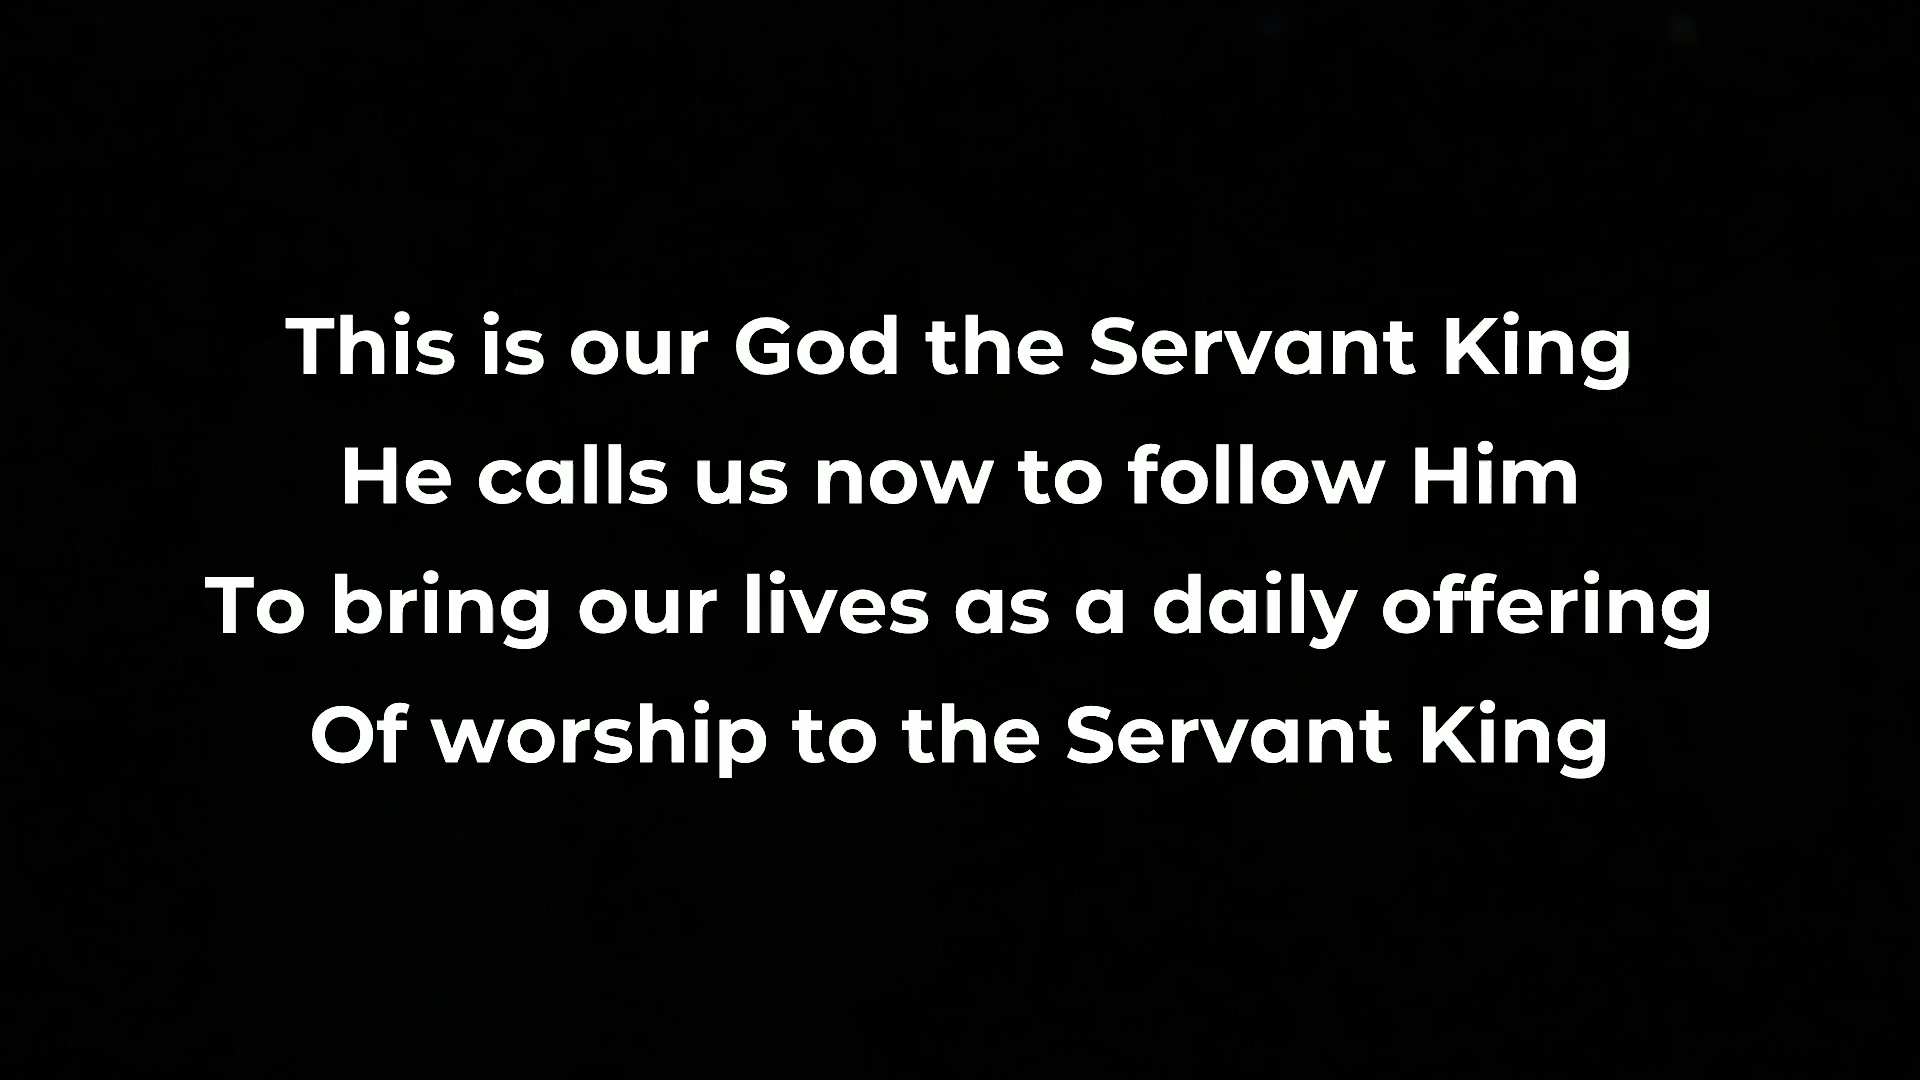 This is our God the Servant King
He calls us now to follow Him
To bring our lives as a daily offering
Of worship to the Servant King